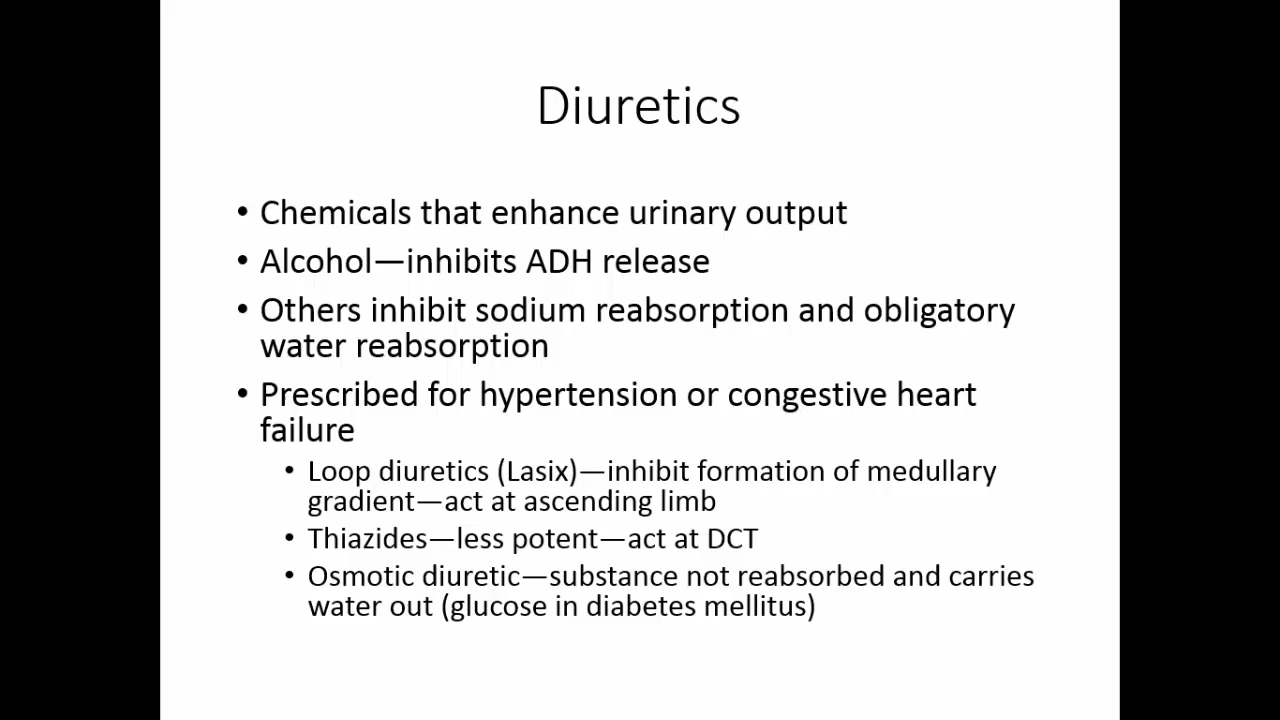 Diuretics
• Chemicals that enhance urinary output
• Alcohol—inhibits ADH release
• Others inhibit sodium reabsorption and obligatory
water reabsorption
• Prescribed for hypertension or congestive heart
failure
• Loop diuretics (Lasix)—inhibit formation of medullary
gradient—act at ascending limb
• Thiazides—less potent—act at DCT
• Osmotic diuretic—substance not reabsorbed and carries
water out (glucose in diabetes mellitus)